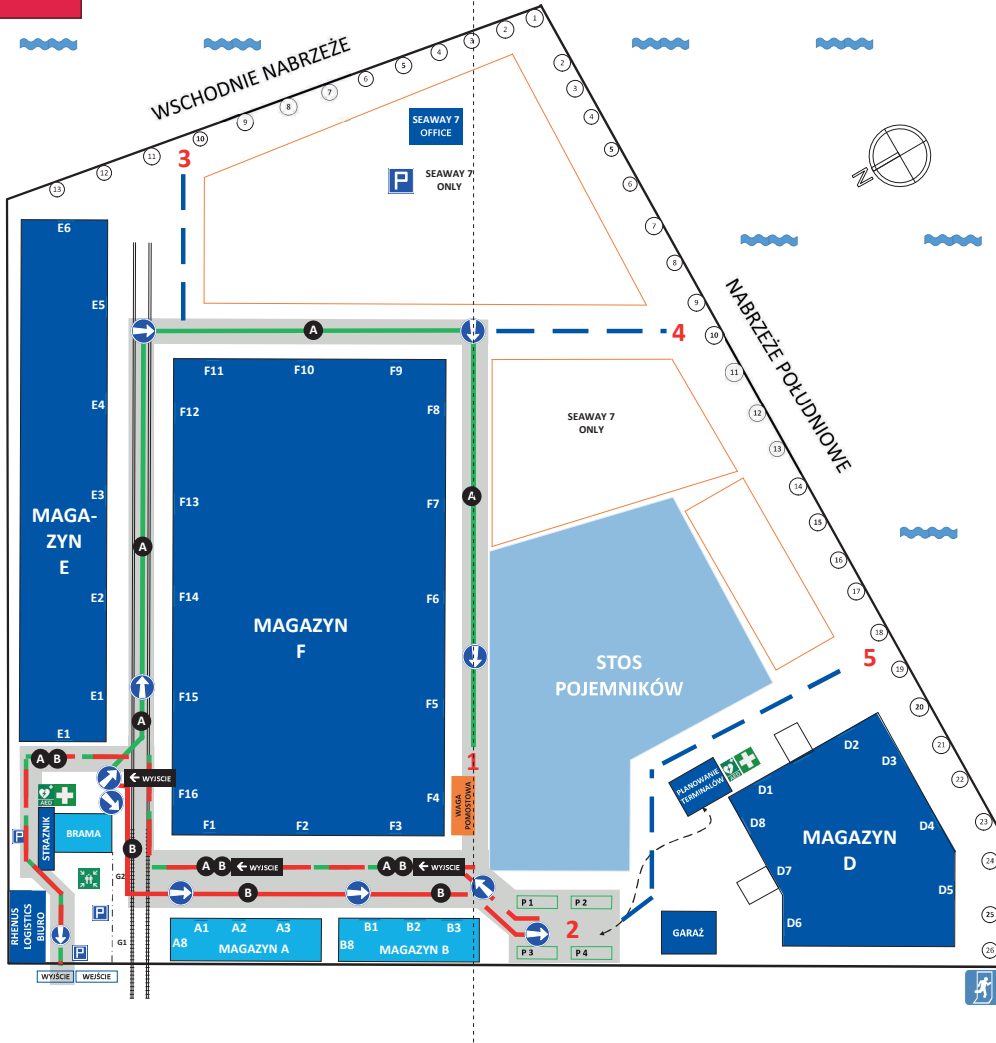 WSCHODNIE NABRZEŻE
1
2
3
4
5
6
7
8
9
10
11
12
13
2
3
4
5
6
7
8
9
10
11
12
13
14
15
16
17
18
19
20
21
22
23
24
25
26
NABRZEŻE POŁUDNIOWE
N
SEAWAY 7
OFFICE
P
SEAWAY 7
ONLY
3
4
SEAWAY 7
ONLY
5
E6
E5
E4
E3
MAGA-
ZYN
E
E2
E1
E1
A
A
A
A
F11
F10
F9
F12
F8
F13
F7
F14
F6
MAGAZYN
F
F15
F5
F16
F4
F1
F2
F3
STOS
POJEMNIKÓW
1
WAGA
POMOSTOWA
A B
WYJSCIE
AED
STRAZNIK
BRAMA
P
B
G2
G1
P
P
RHENUS
LOGISTICS
BIURO
WYJŚCIE
WEJŚCIE
A B
WYJSCIE
A B
WYJSCIE
B
B
A1
A2
A3
A8
MAGAZYN A
B1
B2
B3
B8
MAGAZYN B
P 1
P 2
2
P 3
P 4
GARAŻ
PLANOWANIE
TERMINALÓW
AED
D2
D3
D1
D8
D4
MAGAZYN
D
D7
D5
D6